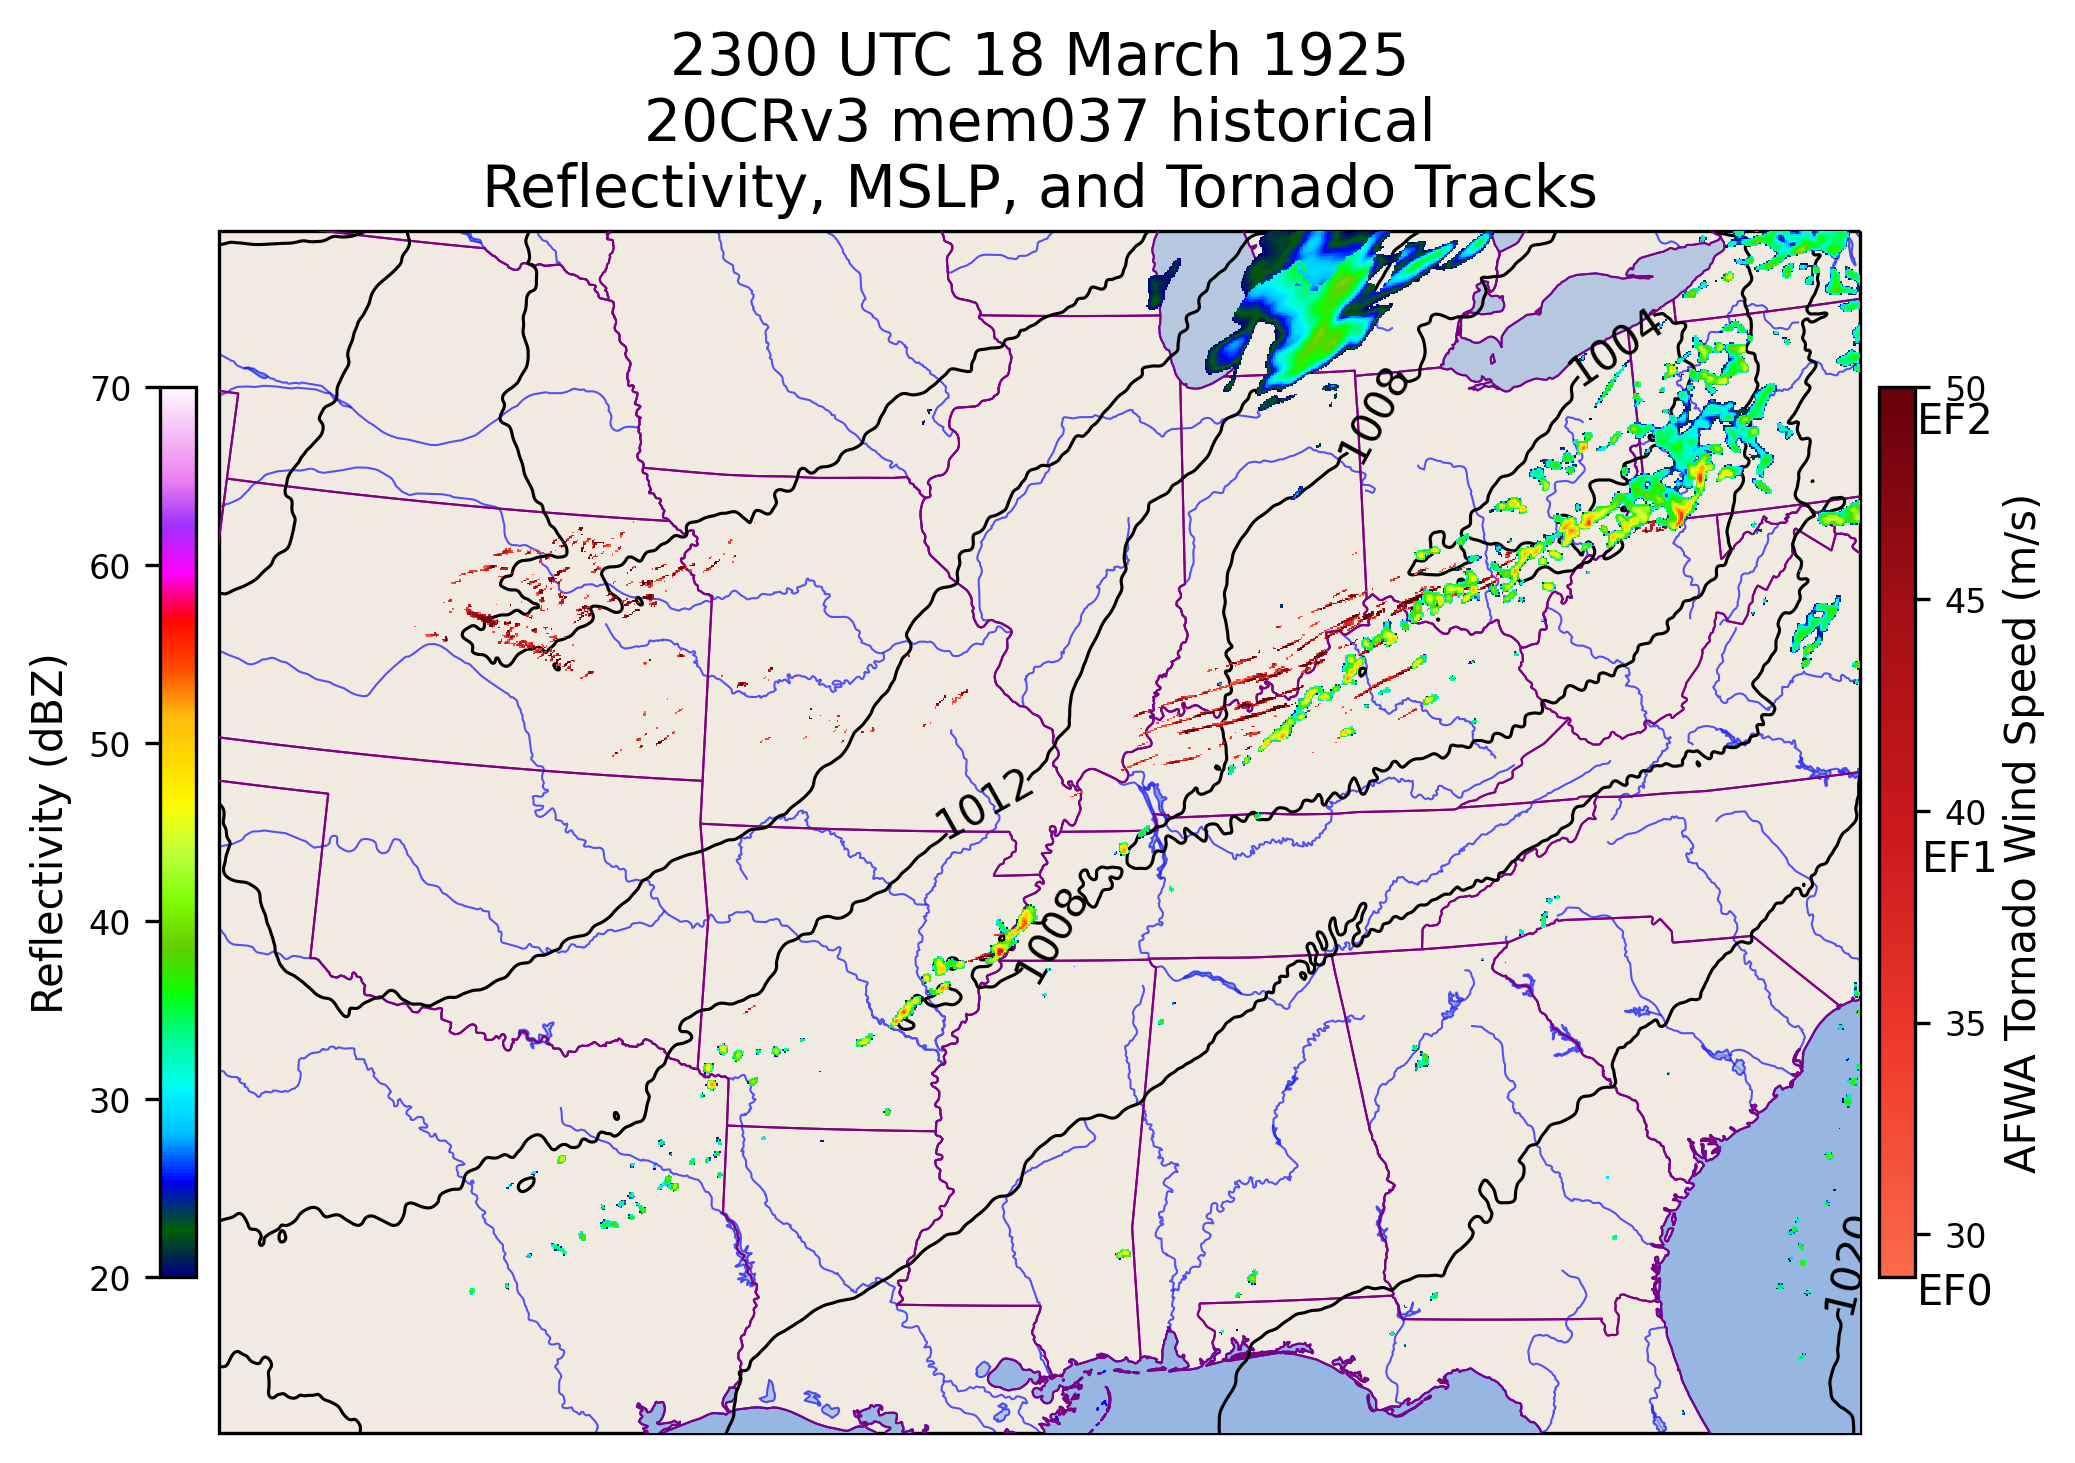 2300 UTC 18 March 1925
20CRv3 mem037 historical
Reflectivity, MSLP, and Tornado Tracks
Reflectivity (dBZ)
70
60
50
40
30
20
1004
1008
1012
1008
1020
50
EF2
45
40
EF1
35
30
EF0
AFWA Tornado Wind Speed (m/s)